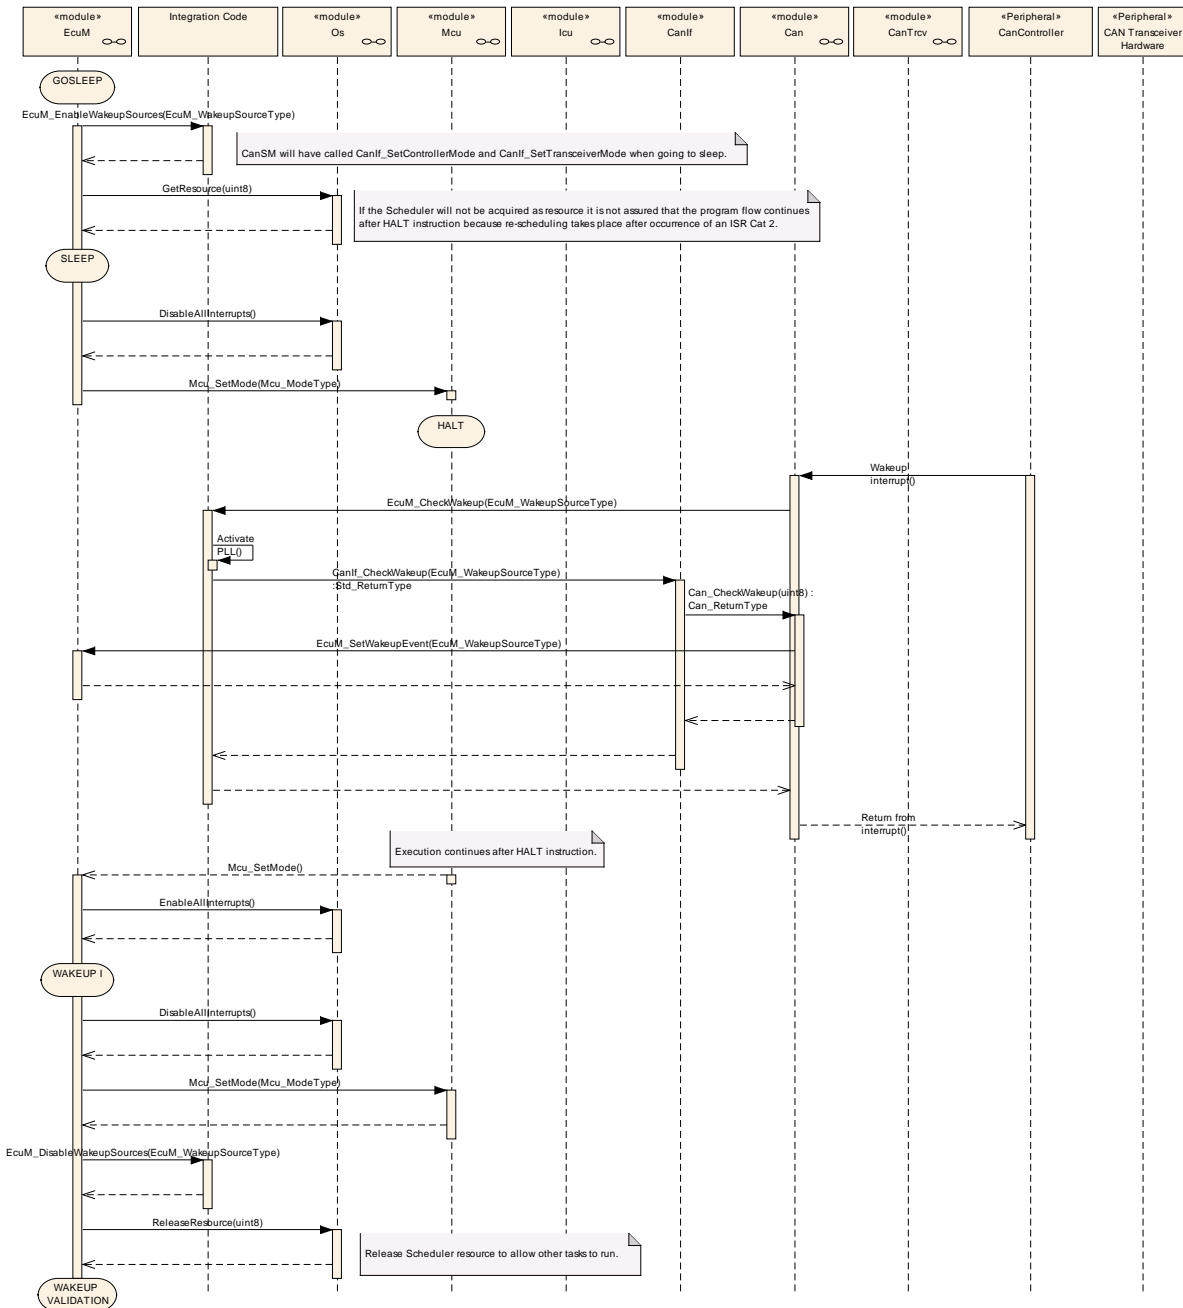 «module»
EcuM
Integration Code
«module»
Os
«module»
Mcu
«module»
Icu
«module»
CanIf
«module»
Can
«module»
CanTrcv
«Peripheral»
CanController
«Peripheral»
CAN Transceiver
Hardware
GOSLEEP
EcuM_EnableWakeupSources(EcuM_WakeupSourceType)
CanSM will have called CanIf_SetControllerMode and CanIf_SetTransceiverMode when going to sleep.
GetResource(uint8)
If the Scheduler will not be acquired as resource it is not assured that the program flow continues
after HALT instruction because re-scheduling takes place after occurrence of an ISR Cat 2.
SLEEP
DisableAllInterrupts()
Mcu_SetMode(Mcu_ModeType)
HALT
Wakeup
interrupt()
EcuM_CheckWakeup(EcuM_WakeupSourceType)
Activate
PLL()
CanIf_CheckWakeup(EcuM_WakeupSourceType)
:Std_ReturnType
Can_CheckWakeup(uint8) :
Can_ReturnType
EcuM_SetWakeupEvent(EcuM_WakeupSourceType)
Return from
interrupt()
Execution continues after HALT instruction.
Mcu_SetMode()
EnableAllInterrupts()
WAKEUP I
DisableAllInterrupts()
Mcu_SetMode(Mcu_ModeType)
EcuM_DisableWakeupSources(EcuM_WakeupSourceType)
ReleaseResource(uint8)
Release Scheduler resource to allow other tasks to run.
WAKEUP
VALIDATION